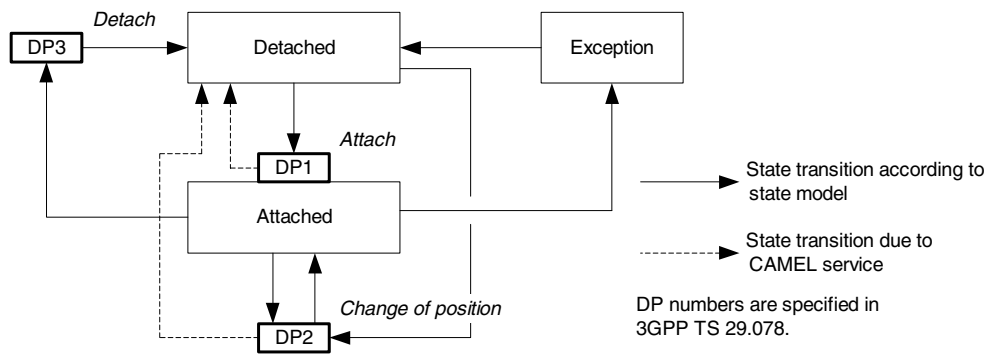 Detach
DP3
Detached
Exception
Attach
DP1
Attached
State transition according to
state model
State transition due to
CAMEL service
Change of position
DP2
DP numbers are specified in
3GPP TS 29.078.